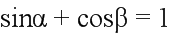 sinα + cosβ = 1